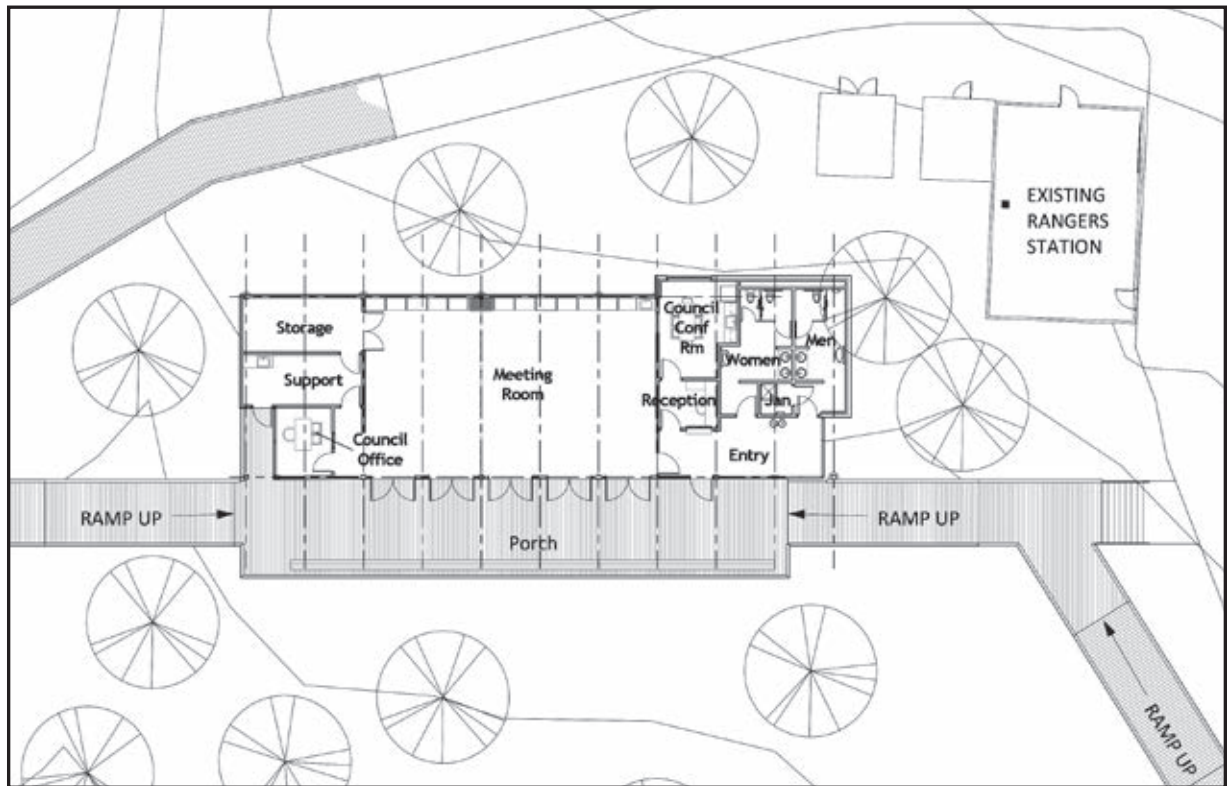 EXISTING
RANGERS
STATION
Storage
Support
Council
Office
Meeting
Room
Council
Conf
Rm
Reception
Women
Men
Jan
Entry
RAMP UP
Porch
RAMP UP
RAMP UP